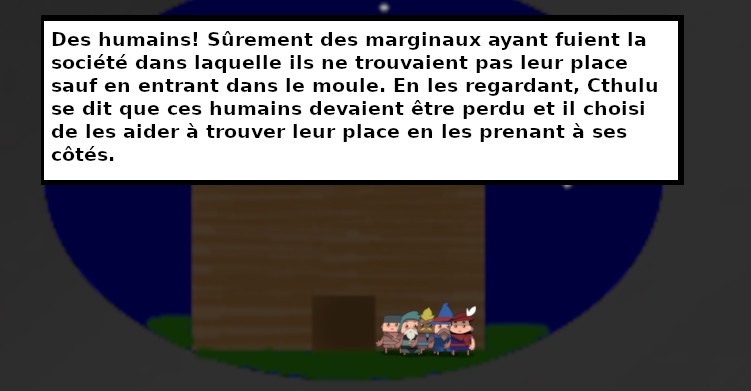 Des humains! Sûrement des marginaux ayant fuient la
société dans laquelle ils ne trouvaient pas leur place
sauf en entrant dans le moule. En les regardant, Cthulu
se dit que ces humains devaient être perdu et il choisi
de les aider à trouver leur place en les prenant à ses
côtés.